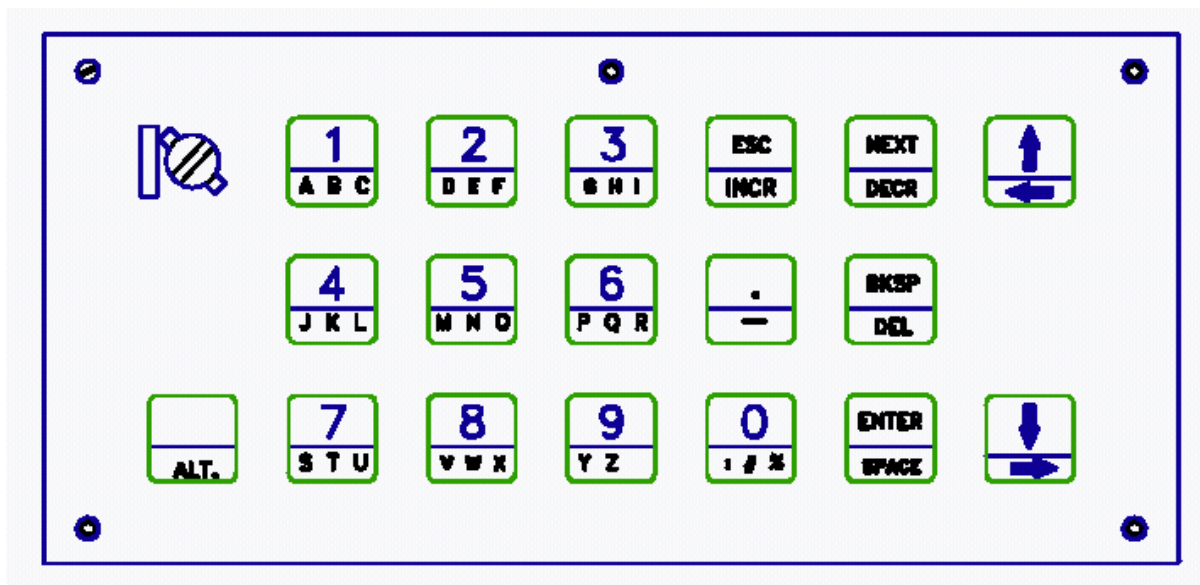 1 2 3 ESC NEXT
A B C D E F G H I INCR DECR
4 5 6 . BKSP
J K L M N O P Q R – DEL
7 8 9 0 ENTER
ALT. S T U V W X Y Z : # % SPACE